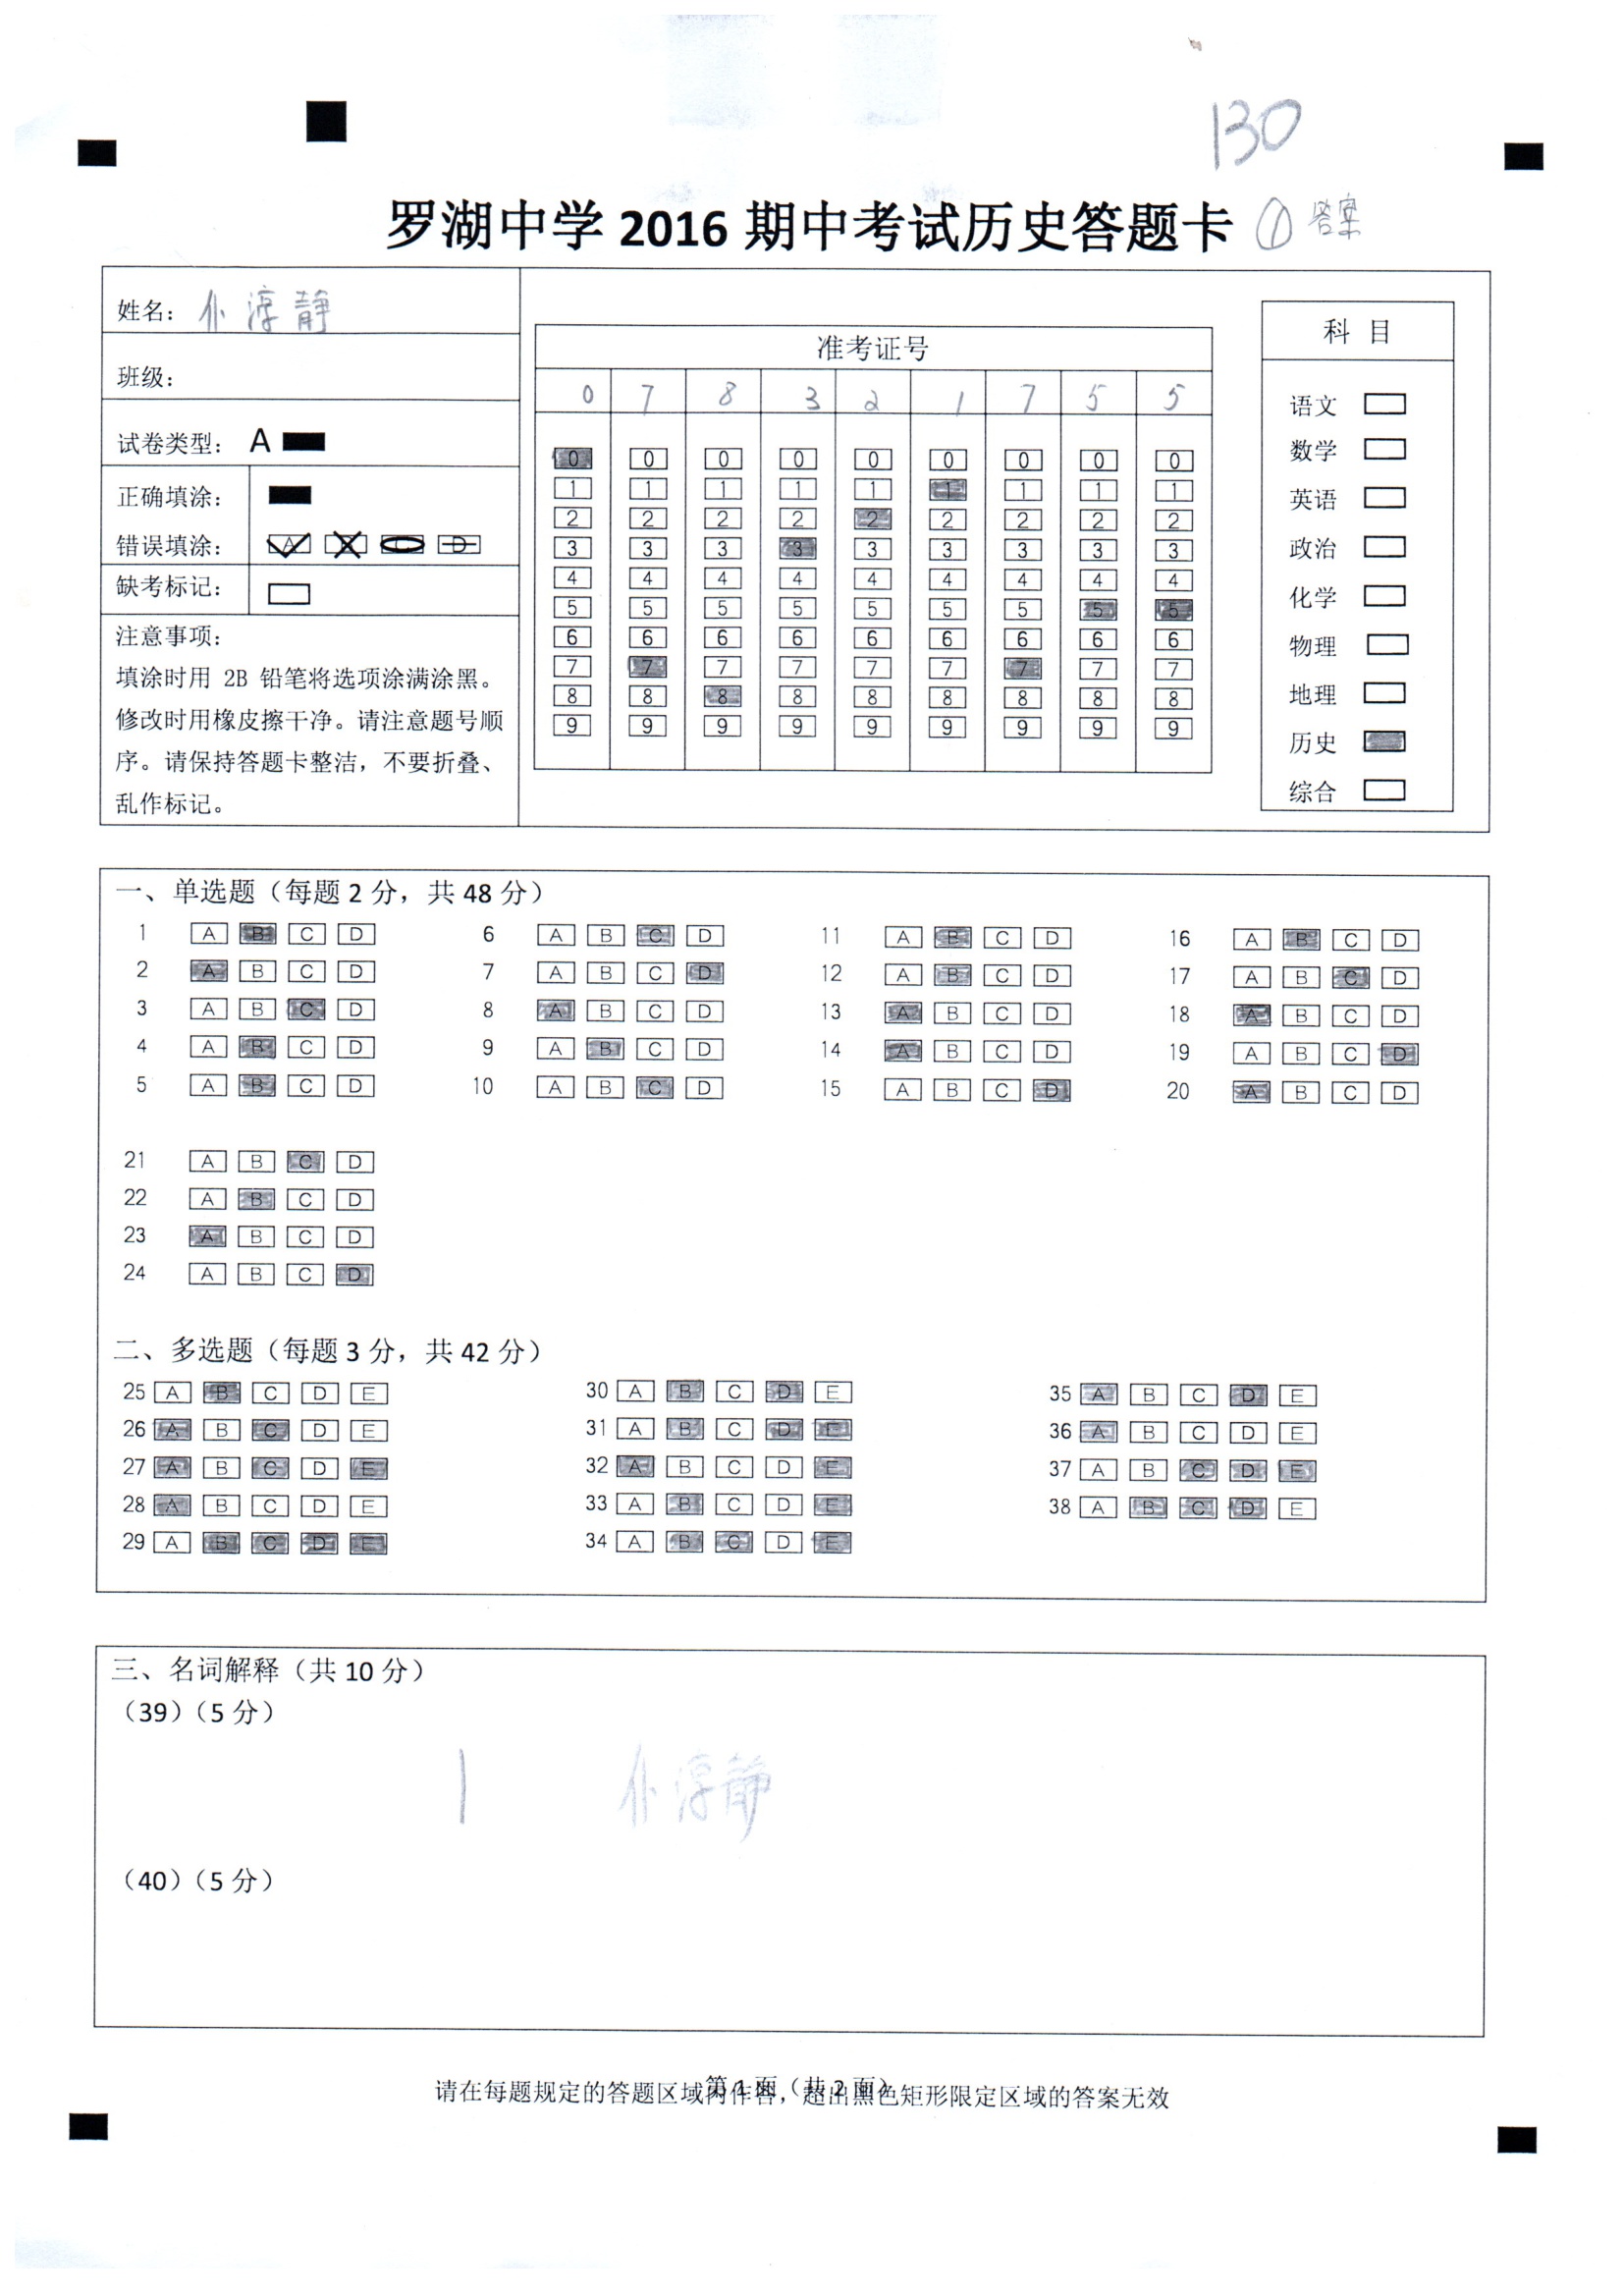 130
罗湖中学 2016 期中考试历史答题卡 ① 答案
姓名： 仆淳静
班级：
试卷类型： A
正确填涂：
错误填涂： A B C D
缺考标记：
注意事项：
填涂时用 2B 铅笔将选项涂满涂黑。
修改时用橡皮擦干净。请注意题号顺
序。请保持答题卡整洁，不要折叠、
乱作标记。
准考证号
0 7 8 3 2 1 7 5 5
0 0 0 0 0 0 0 0 0
1 1 1 1 1 1 1 1 1
2 2 2 2 2 2 2 2 2
3 3 3 3 3 3 3 3 3
4 4 4 4 4 4 4 4 4
5 5 5 5 5 5 5 5 5
6 6 6 6 6 6 6 6 6
7 7 7 7 7 7 7 7 7
8 8 8 8 8 8 8 8 8
9 9 9 9 9 9 9 9 9
科 目
语文
数学
英语
政治
化学
物理
地理
历史
综合
一、单选题（每题 2 分，共 48 分）
1 A B C D 6 A B C D 11 A B C D 16 A B C D
2 A B C D 7 A B C D 12 A B C D 17 A B C D
3 A B C D 8 A B C D 13 A B C D 18 A B C D
4 A B C D 9 A B C D 14 A B C D 19 A B C D
5 A B C D 10 A B C D 15 A B C D 20 A B C D
21 A B C D
22 A B C D
23 A B C D
24 A B C D
二、多选题（每题 3 分，共 42 分）
25 A B C D E 30 A B C D E 35 A B C D E
26 A B C D E 31 A B C D E 36 A B C D E
27 A B C D E 32 A B C D E 37 A B C D E
28 A B C D E 33 A B C D E 38 A B C D E
29 A B C D E 34 A B C D E
三、名词解释（共 10 分）
（39）（5 分）
1 仆淳静
（40）（5 分）
第 1 面（共 2 面）
请在每题规定的答题区域内作答，超出黑色矩形限定区域的答案无效